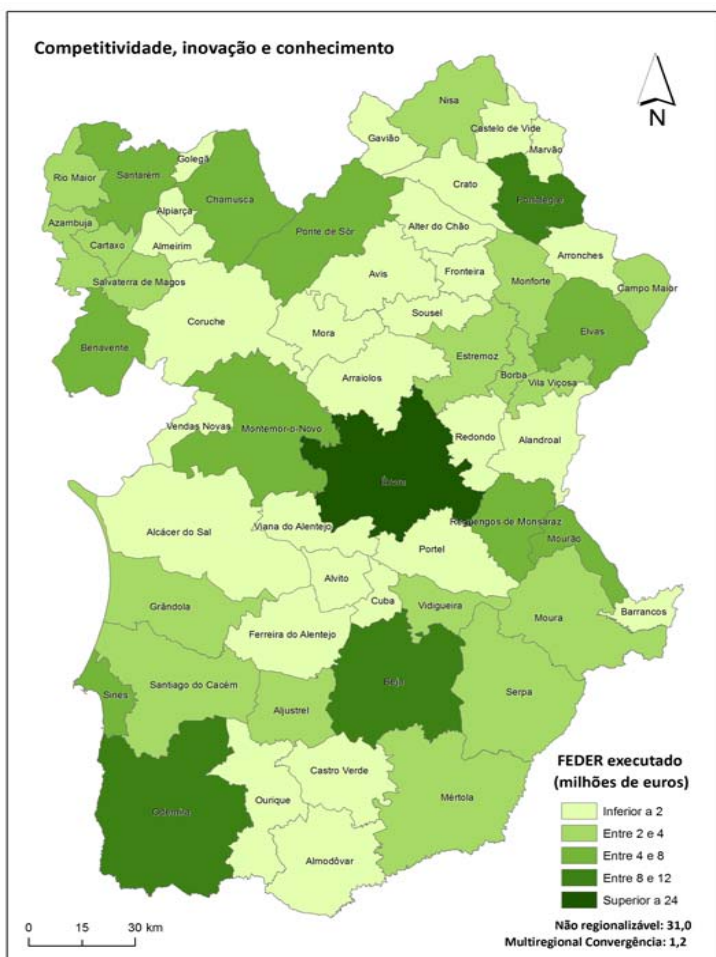 Competitividade, inovação e conhecimento
N
Nisa
Castelo de Vide
Gavião
Marvão
Golegã
Rio Maior
Santarém
Crato
Chamusca
Portalegre
Alpiarça
Ponte de Sôr
Alter do Chão
Azambuja
Cartaxo
Almeirim
Arronches
Avis
Fronteira
Monforte
Salvaterra de Magos
Campo Maior
Sousel
Coruche
Mora
Elvas
Benavente
Estremoz
Arraiolos
Borba
Vila Viçosa
Vendas Novas
Montemor-o-Novo
Redondo
Alandroal
Évora
Reguengos de Monsaraz
Alcácer do Sal
Viana do Alentejo
Mourão
Portel
Alvito
Cuba
Vidigueira
Grândola
Moura
Barrancos
Ferreira do Alentejo
Beja
Santiago do Cacém
Serpa
Sines
Aljustrel
Castro Verde
Odemira
Ourique
Mértola
Almodôvar
FEDER executado
(milhões de euros)
Inferior a 2
Entre 2 e 4
Entre 4 e 8
Entre 8 e 12
Superior a 24
Não regionalizável: 31,0
Multiregional Convergência: 1,2
0 15 30 km